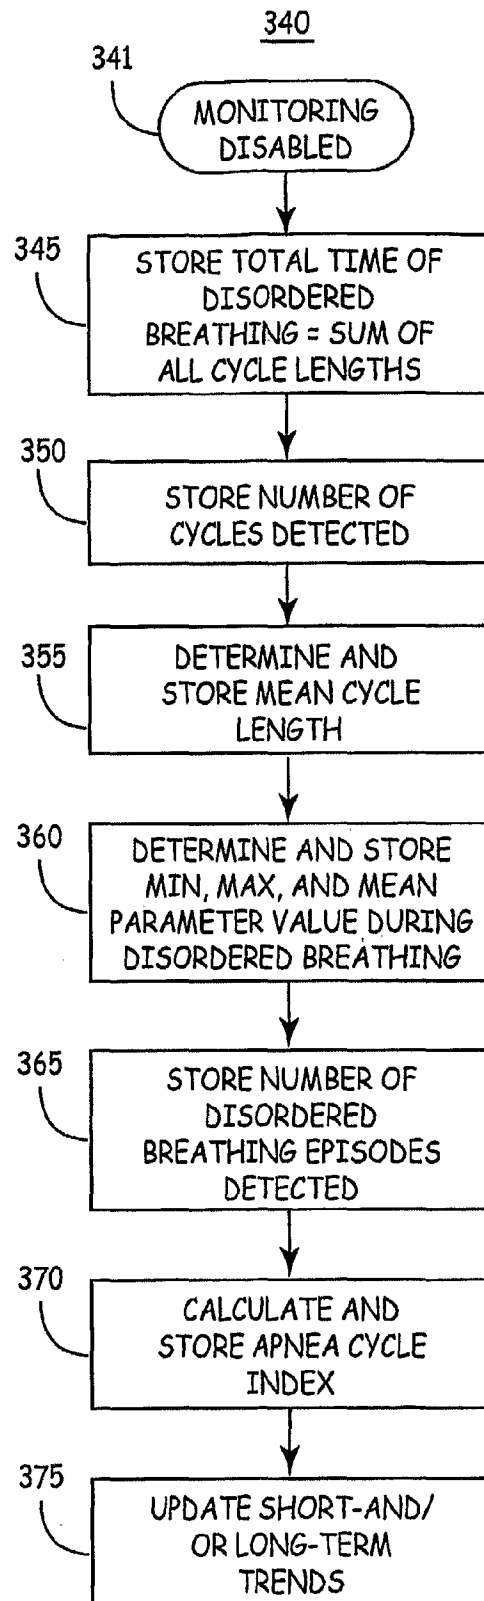 340
341
MONITORING
DISABLED
345
STORE TOTAL TIME OF
DISORDERED
BREATHING = SUM OF
ALL CYCLE LENGTHS
350
STORE NUMBER OF
CYCLES DETECTED
355
DETERMINE AND
STORE MEAN CYCLE
LENGTH
360
DETERMINE AND STORE
MIN, MAX, AND MEAN
PARAMETER VALUE DURING
DISORDERED BREATHING
365
STORE NUMBER OF
DISORDERED
BREATHING EPISODES
DETECTED
370
CALCULATE AND
STORE APNEA CYCLE
INDEX
375
UPDATE SHORT-AND/
OR LONG-TERM
TRENDS